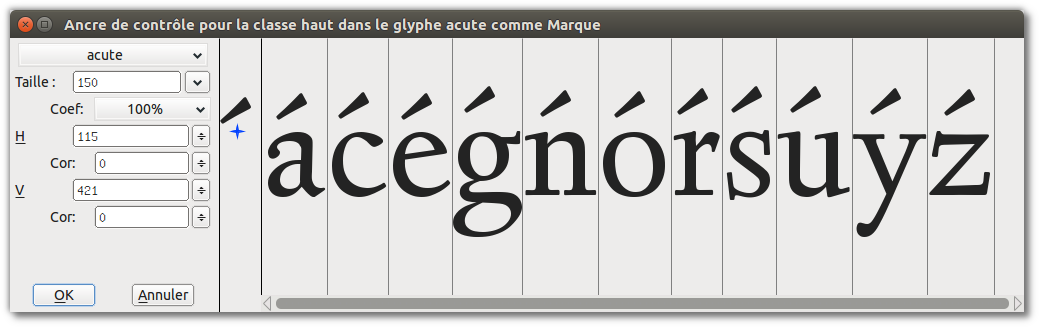 Ancre de contrôle pour la classe haut dans le glyphe acute comme Marque
acute
Taille : 150
Coef: 100%
H 115
Cor: 0
V 421
Cor: 0
OK Annuler
´áćéǵńóŕśúýź